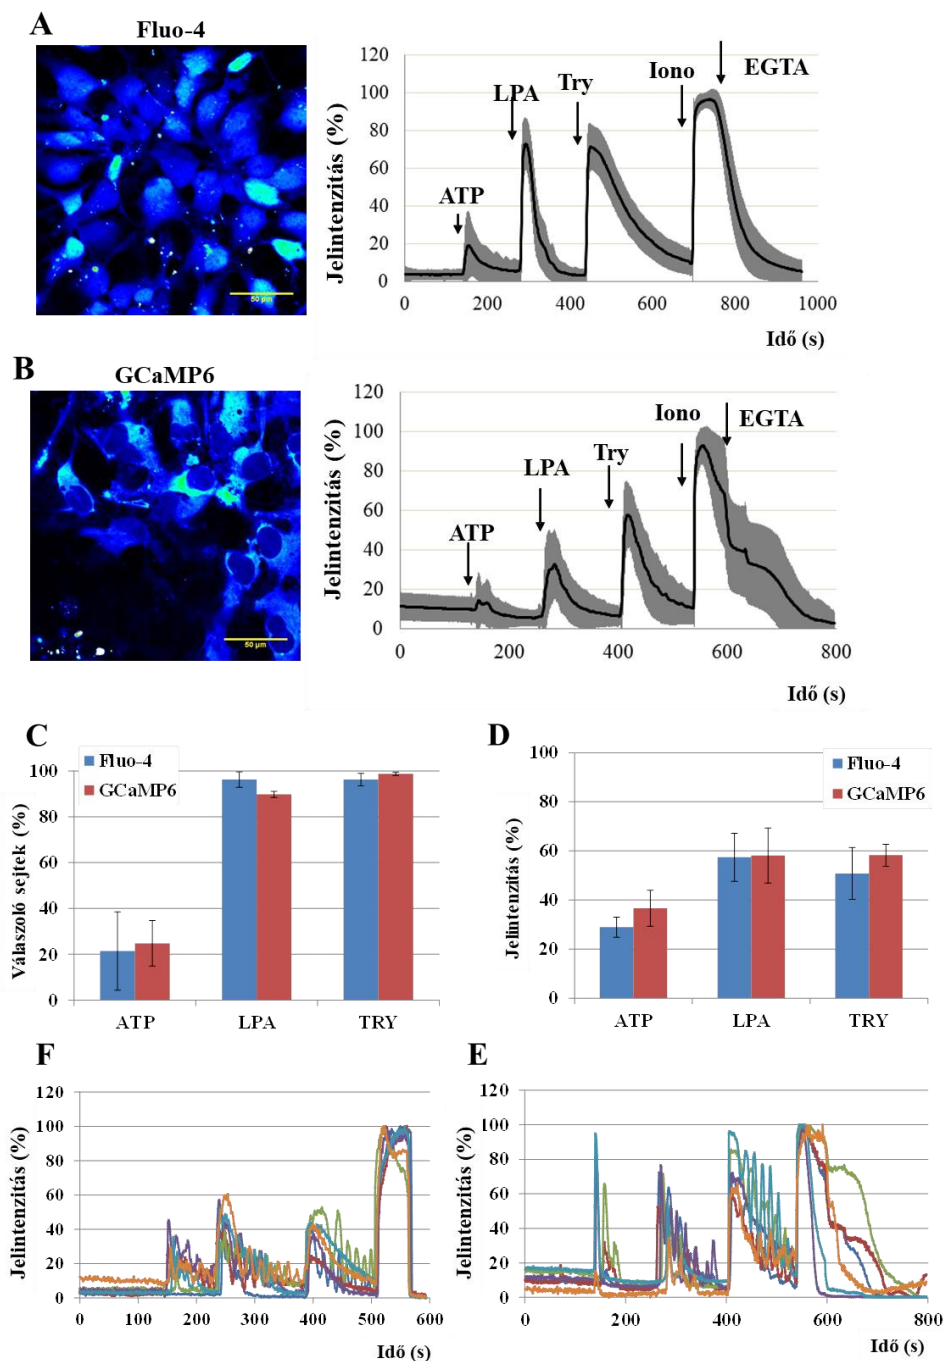 A
Fluo-4
50 µm
Jelintenzitás (%)
120
100
80
60
40
20
0
ATP
LPA
Try
Iono
EGTA
0 200 400 600 800 1000
Idő (s)
B
GCaMP6
50 µm
Jelintenzitás (%)
120
100
80
60
40
20
0
ATP
LPA
Try
Iono
EGTA
0 200 400 600 800
Idő (s)
C
Fluo-4
GCaMP6
Válaszoló sejtek (%)
100
80
60
40
20
0
ATP LPA TRY
D
Fluo-4
GCaMP6
Jelintenzitás (%)
100
80
60
40
20
0
ATP LPA TRY
F
Jelintenzitás (%)
120
100
80
60
40
20
0
0 100 200 300 400 500 600
Idő (s)
E
Jelintenzitás (%)
120
100
80
60
40
20
0
0 200 400 600 800
Idő (s)